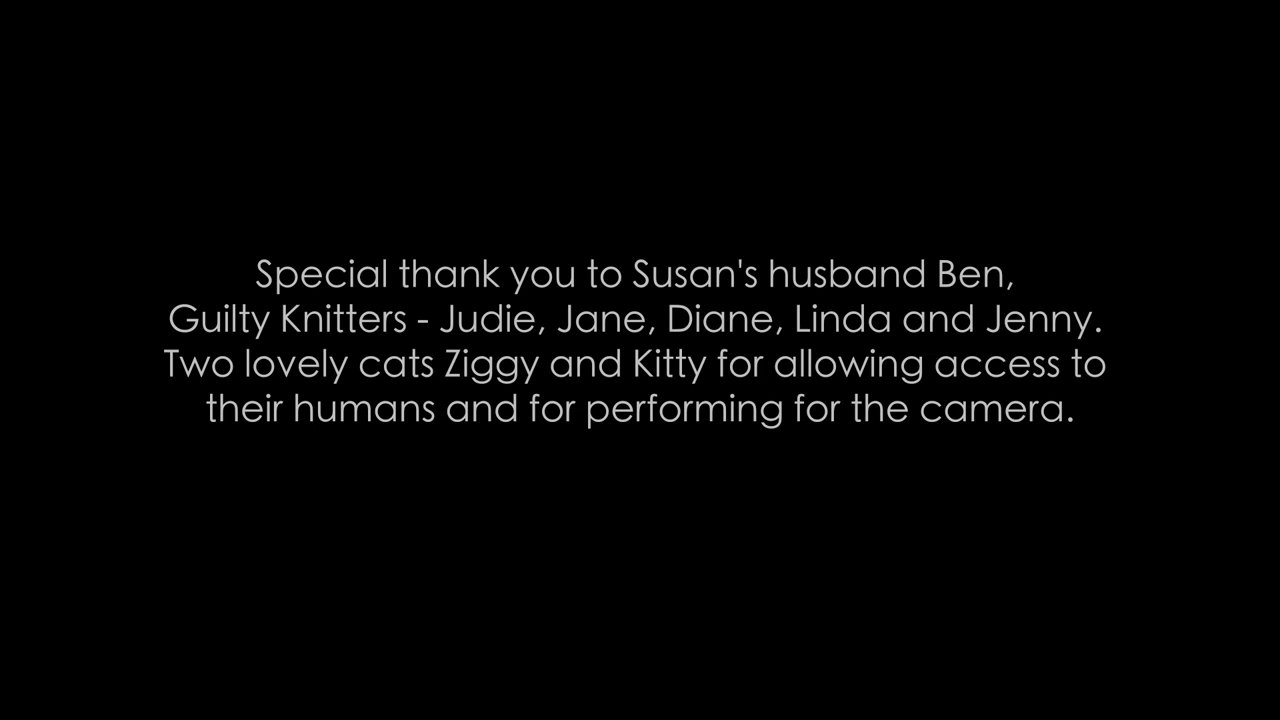 Special thank you to Susan's husband Ben,
Guilty Knitters - Judie, Jane, Diane, Linda and Jenny.
Two lovely cats Ziggy and Kitty for allowing access to
their humans and for performing for the camera.